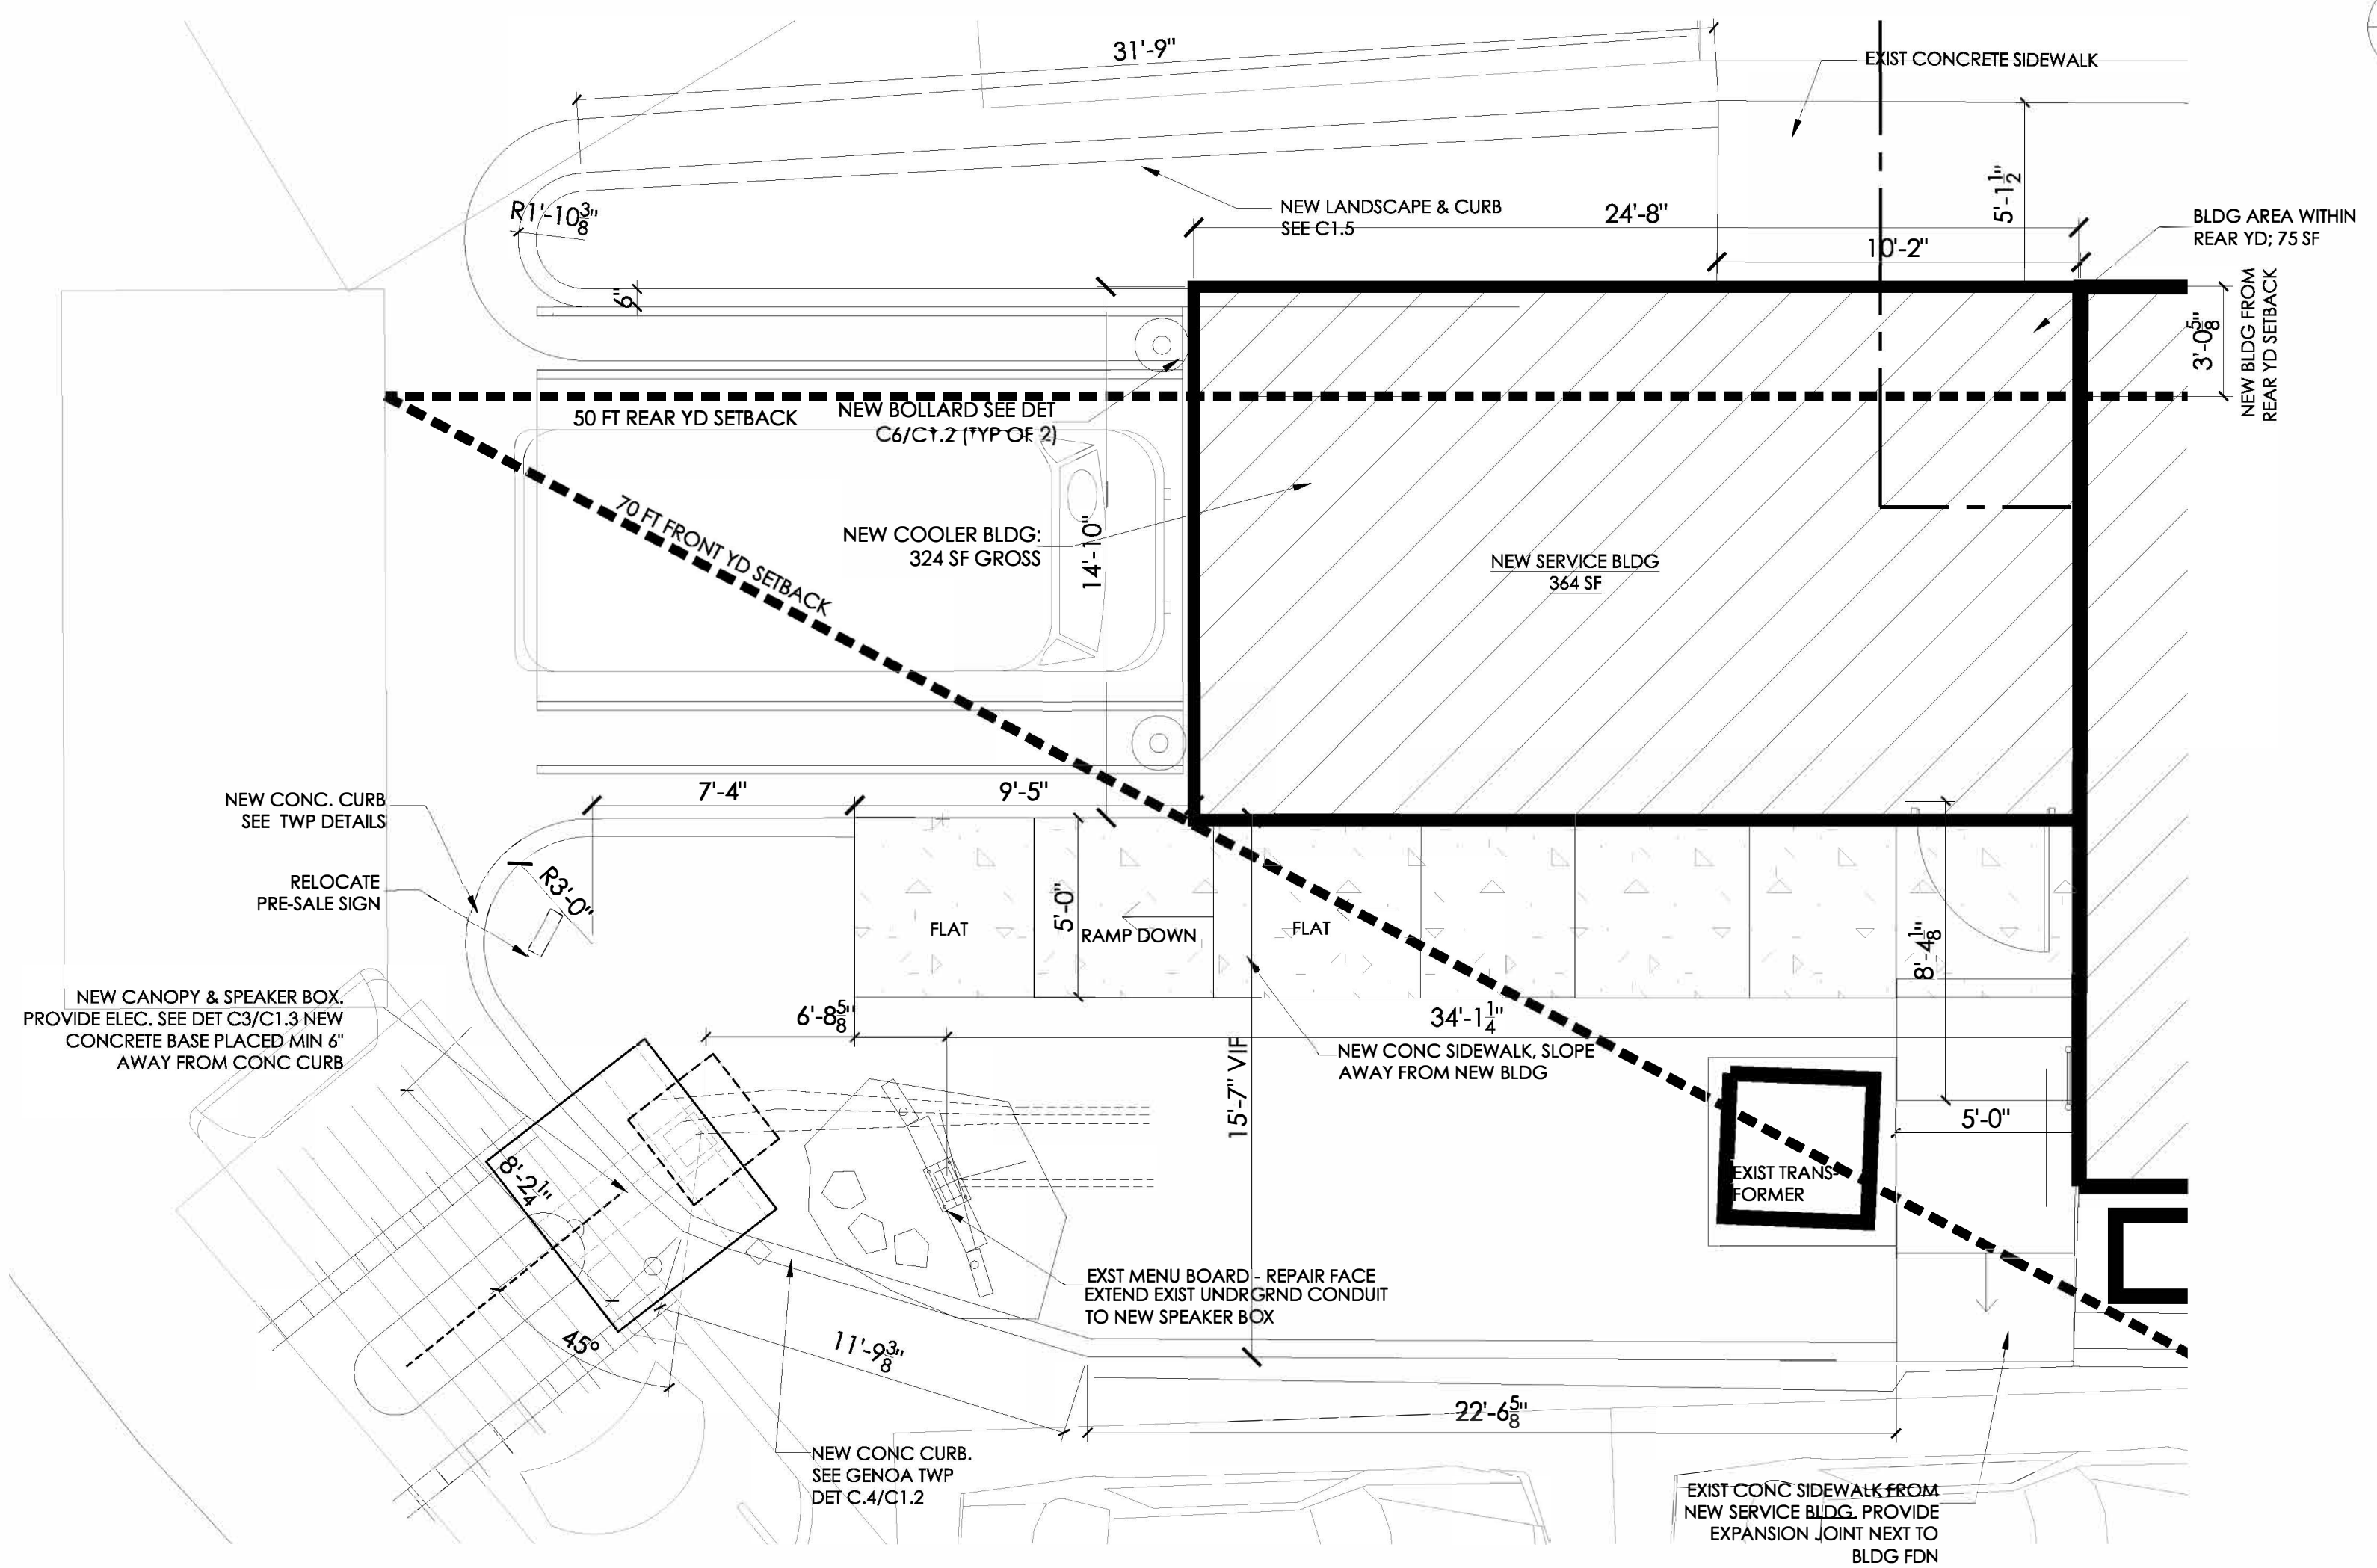 31'-9"
EXIST CONCRETE SIDEWALK
R1'-10 3/8"
NEW LANDSCAPE & CURB
SEE C1.5
24'-8"
5'-1 1/2"
BLDG AREA WITHIN
REAR YD; 75 SF
10'-2"
6"
3'-0 5/8"
NEW BLDG FROM
REAR YD SETBACK
50 FT REAR YD SETBACK
NEW BOLLARD SEE DET
C6/C1.2 (TYP OF 2)
70 FT FRONT YD SETBACK
NEW COOLER BLDG:
324 SF GROSS
14'-10"
NEW SERVICE BLDG
364 SF
7'-4"
9'-5"
NEW CONC. CURB
SEE TWP DETAILS
RELOCATE
PRE-SALE SIGN
R3'-0"
FLAT
5'-0"
RAMP DOWN
FLAT
8'-4 1/8"
NEW CANOPY & SPEAKER BOX.
PROVIDE ELEC. SEE DET C3/C1.3 NEW
CONCRETE BASE PLACED MIN 6"
AWAY FROM CONC CURB
6'-8 5/8"
34'-1 1/4"
NEW CONC SIDEWALK, SLOPE
AWAY FROM NEW BLDG
15'-7" VIF
5'-0"
EXIST TRANS-
FORMER
8'-2 1/4"
EXST MENU BOARD - REPAIR FACE
EXTEND EXIST UNDRGRND CONDUIT
TO NEW SPEAKER BOX
45°
11'-9 3/8"
22'-6 5/8"
NEW CONC CURB.
SEE GENOA TWP
DET C.4/C1.2
EXIST CONC SIDEWALK FROM
NEW SERVICE BLDG. PROVIDE
EXPANSION JOINT NEXT TO
BLDG FDN